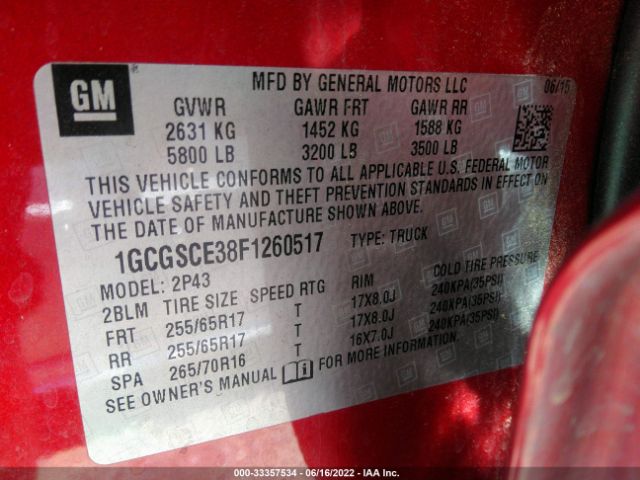 GM
MFD BY GENERAL MOTORS LLC 06/15
GVWR GAWR FRT GAWR RR
2631 KG 1452 KG 1588 KG
5800 LB 3200 LB 3500 LB
THIS VEHICLE CONFORMS TO ALL APPLICABLE U.S. FEDERAL MOTOR
VEHICLE SAFETY AND THEFT PREVENTION STANDARDS IN EFFECT ON
THE DATE OF MANUFACTURE SHOWN ABOVE.
1GCGSCE38F1260517 TYPE: TRUCK
MODEL: 2P43
2BLM TIRE SIZE SPEED RTG RIM COLD TIRE PRESSURE
FRT 255/65R17 T 17X8.0J 240KPA(35PSI)
RR 255/65R17 T 17X8.0J 240KPA(35PSI)
SPA 265/70R16 T 16X7.0J 240KPA(35PSI)
SEE OWNER'S MANUAL FOR MORE INFORMATION.
000-33357534 - 06/16/2022 - IAA Inc.